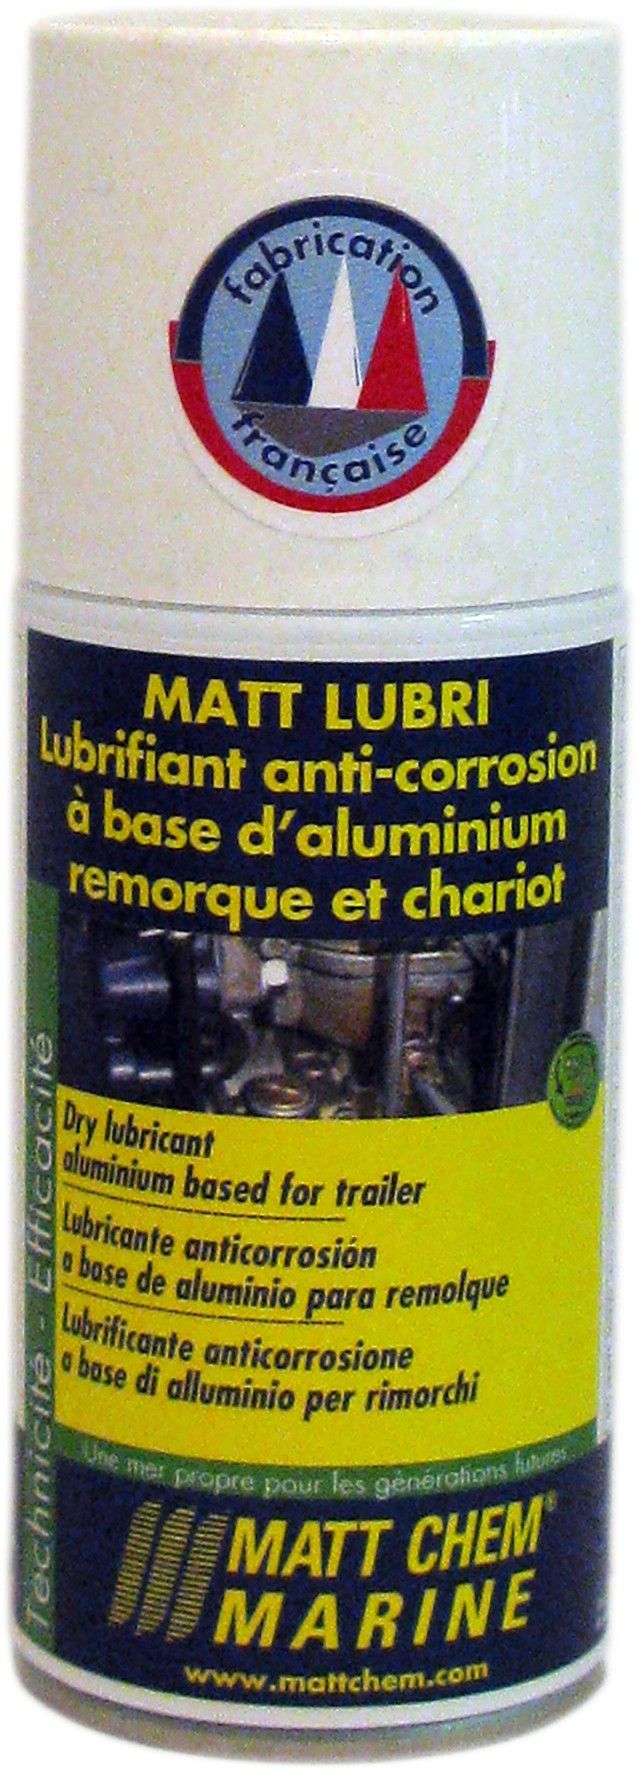 fabrication
française
MATT LUBRI
Lubrifiant anti-corrosion
à base d'aluminium
remorque et chariot
Technicité - Efficacité
Dry lubricant
aluminium based for trailer
Lubricante anticorrosión
a base de aluminio para remolque
Lubrificante anticorrosione
a base di alluminio per rimorchi
Une mer propre pour les générations futures
MATT CHEM®
MARINE
www.mattchem.com